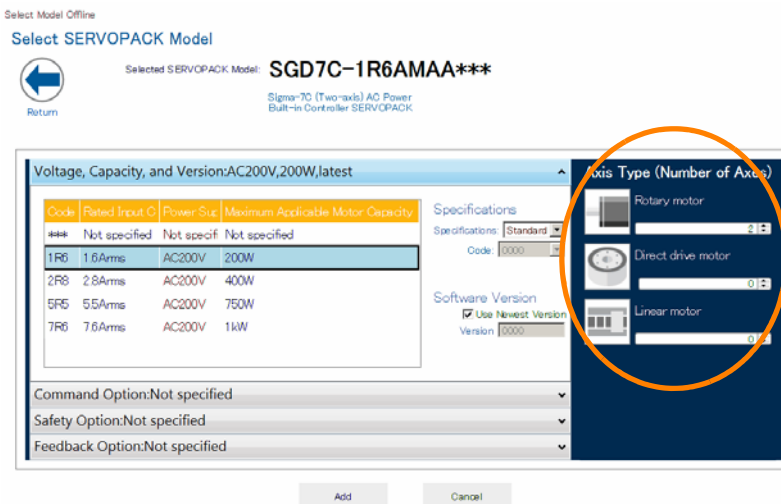 Select Model Offline
Select SERVOPACK Model
Selected SERVOPACK Model: SGD7C-1R6AMAA***
Sigma-7C (Two-axis) AC Power
Built-in Controller SERVOPACK
Return
Voltage, Capacity, and Version:AC200V,200W,latest
Code Rated Input C Power Sup Maximum Applicable Motor Capacity
*** Not specified Not specif Not specified
1R6 1.6Arms AC200V 200W
2R8 2.8Arms AC200V 400W
5R5 5.5Arms AC200V 750W
7R6 7.6Arms AC200V 1kW
Specifications
Specifications: Standard
Code: 0000
Software Version
Use Newest Version
Version 0000
Command Option:Not specified
Safety Option:Not specified
Feedback Option:Not specified
Axis Type (Number of Axes)
Rotary motor
2
Direct drive motor
0
Linear motor
0
Add Cancel